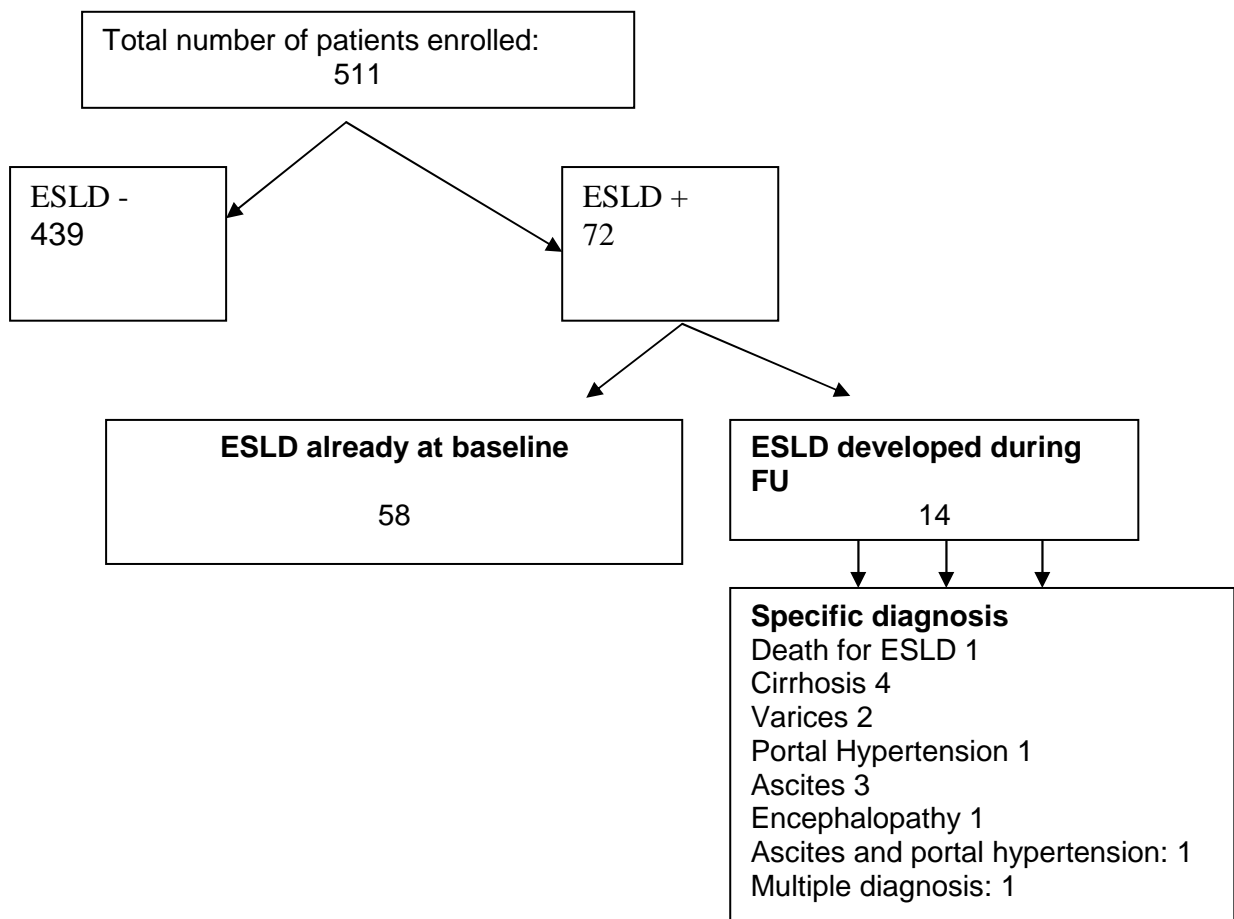 Total number of patients enrolled:
511
ESLD -
439
ESLD +
72
ESLD already at baseline
58
ESLD developed during
FU
14
Specific diagnosis
Death for ESLD 1
Cirrhosis 4
Varices 2
Portal Hypertension 1
Ascites 3
Encephalopathy 1
Ascites and portal hypertension: 1
Multiple diagnosis: 1